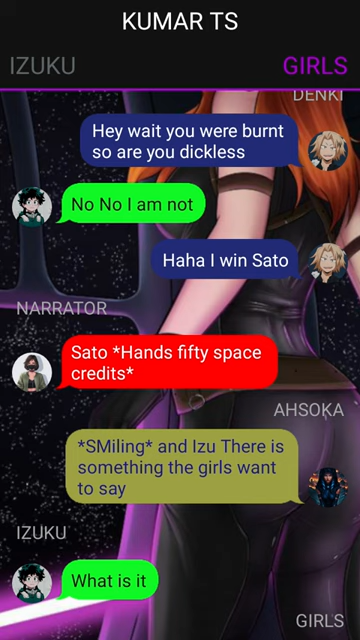 KUMAR TS
IZUKU
GIRLS
DENKI
Hey wait you were burnt
so are you dickless
No No I am not
Haha I win Sato
NARRATOR
Sato *Hands fifty space
credits*
AHSOKA
*SMiling* and Izu There is
something the girls want
to say
IZUKU
What is it
GIRLS